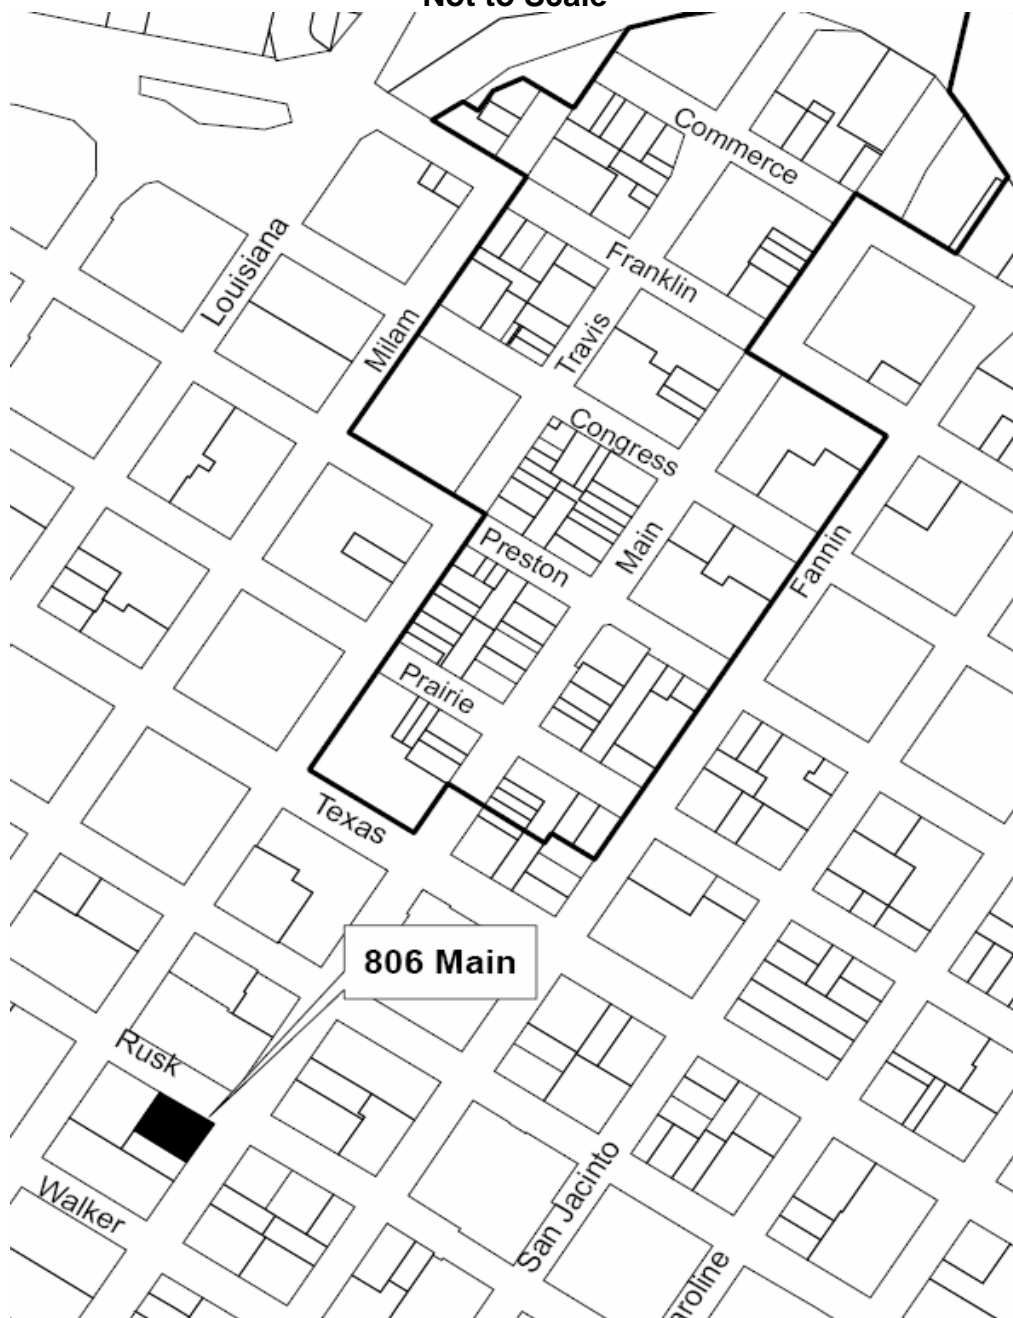 Not to Scale
Commerce
Louisiana
Franklin
Milam
Travis
Congress
Main
Preston
Fannin
Prairie
Texas
806 Main
Rusk
Walker
San Jacinto
aroline